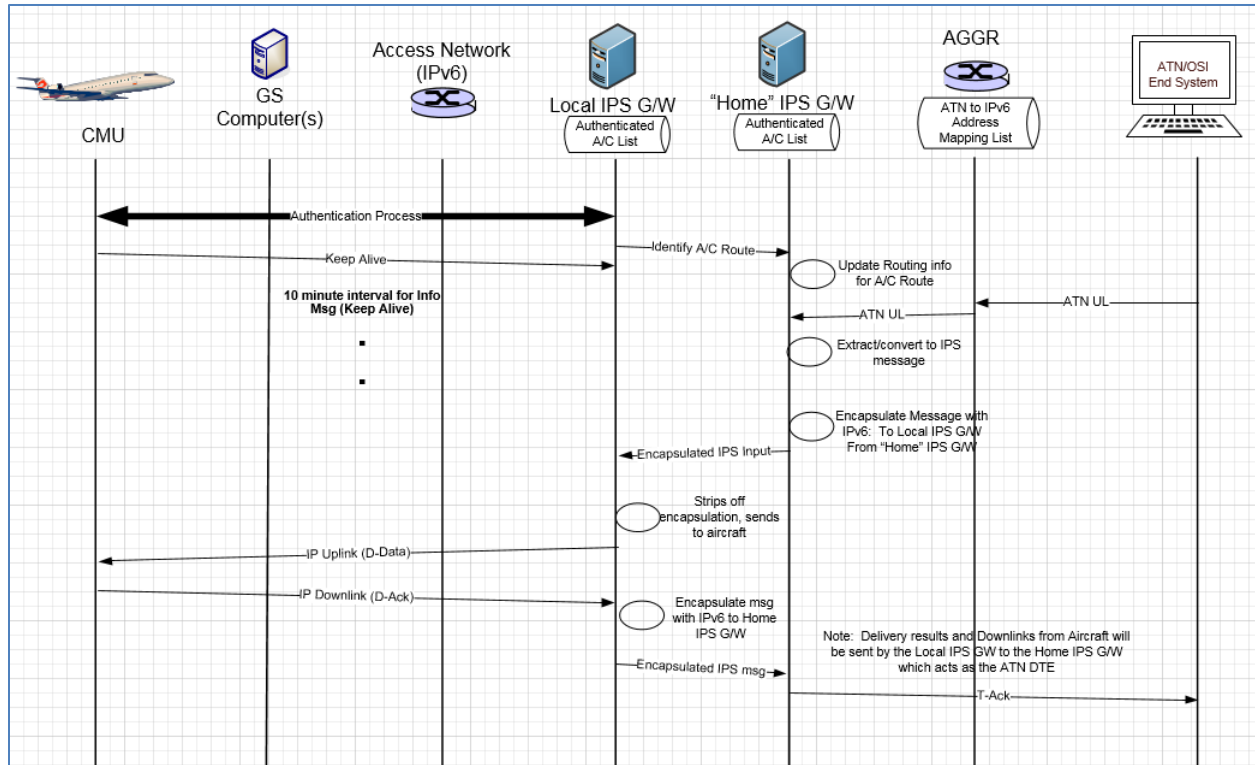 CMU
GS
Computer(s)
Access Network
(IPv6)
Local IPS G/W
Authenticated
A/C List
“Home” IPS G/W
Authenticated
A/C List
AGGR
ATN to IPv6
Address
Mapping List
ATN/OSI
End System
Authentication Process
Keep Alive
Identify A/C Route
Update Routing info
for A/C Route
10 minute interval for Info
Msg (Keep Alive)
ATN UL
ATN UL
Extract/convert to IPS
message
Encapsulate Message with
IPv6: To Local IPS G/W
From “Home” IPS G/W
Encapsulated IPS Input
Strips off
encapsulation, sends
to aircraft
IP Uplink (D-Data)
IP Downlink (D-Ack)
Encapsulate msg
with IPv6 to Home
IPS G/W
Note: Delivery results and Downlinks from Aircraft will
be sent by the Local IPS GW to the Home IPS G/W
which acts as the ATN DTE
Encapsulated IPS msg
T-Ack